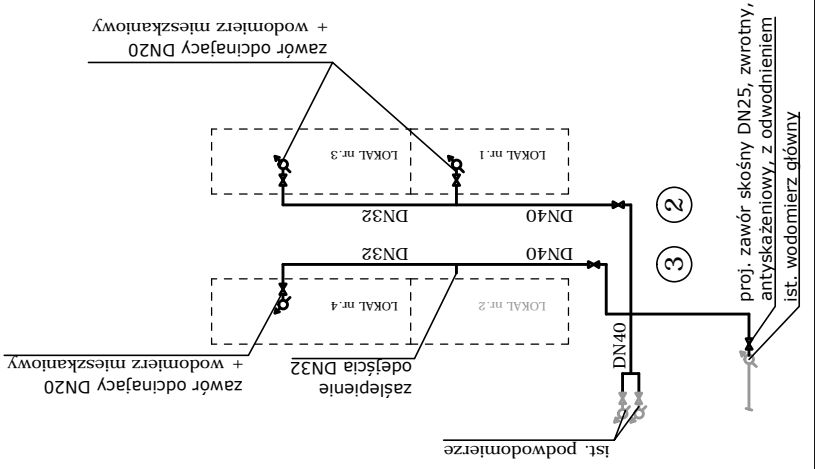 ist. podwodomierze
zaślepienie
odejścia DN32
zawór odcinajacy DN20
+ wodomierz mieszkaniowy
proj. zawór skośny DN25, zwrotny,
antyskażeniowy, z odwodnieniem
ist. wodomierz główny
DN40
LOKAL nr.2
LOKAL nr.4
3
DN40
DN32
2
DN40
DN32
LOKAL nr.1
LOKAL nr.3
zawór odcinajacy DN20
+ wodomierz mieszkaniowy